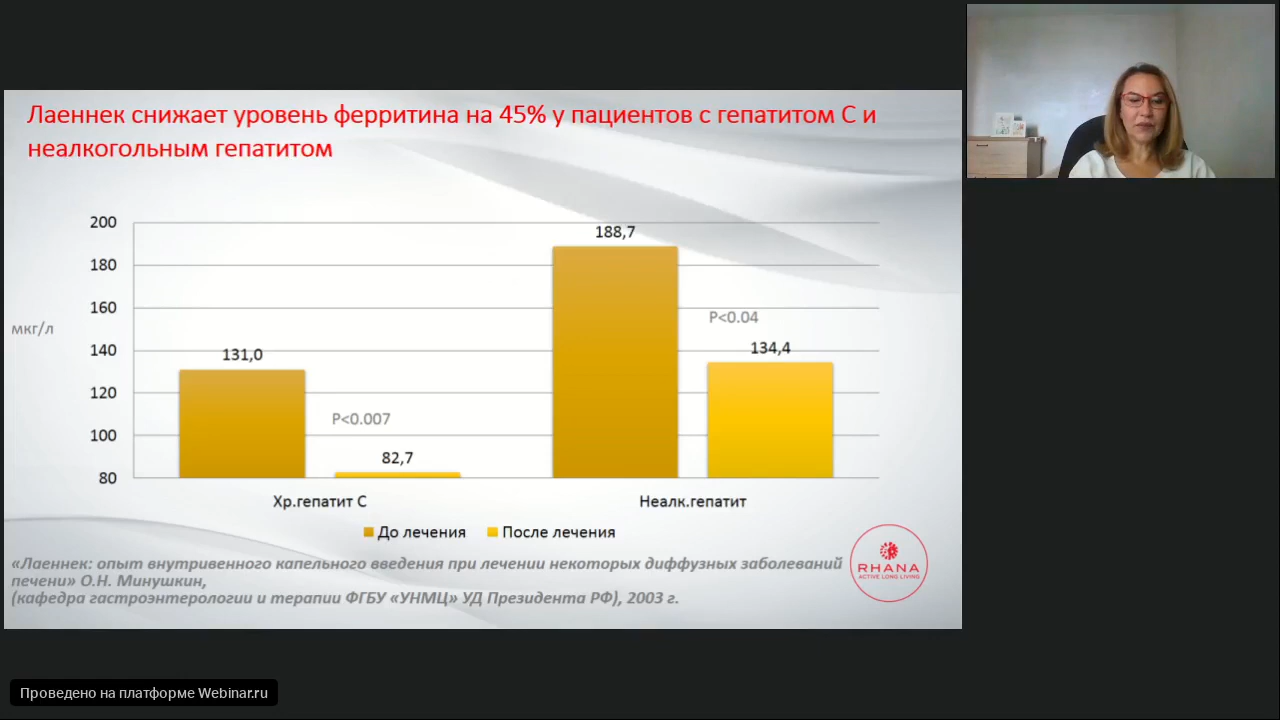 Лаеннек снижает уровень ферритина на 45% у пациентов с гепатитом С и
неалкогольным гепатитом
200
180
160
140
120
100
80
мкг/л
131,0
P<0.007
82,7
188,7
P<0.04
134,4
Хр.гепатит С
Неалк.гепатит
До лечения
После лечения
«Лаеннек: опыт внутривенного капельного введения при лечении некоторых диффузных заболеваний
печени» О.Н. Минушкин,
(кафедра гастроэнтерологии и терапии ФГБУ «УНМЦ» УД Президента РФ), 2003 г.
RHANA
ACTIVE LONG LIVING
Проведено на платформе Webinar.ru